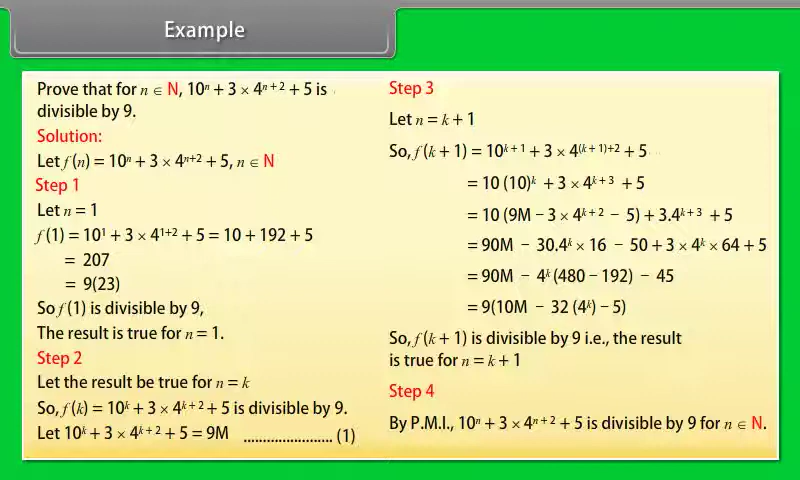 Example
Prove that for n ∈ N, 10ⁿ + 3 × 4ⁿ⁺² + 5 is
divisible by 9.
Solution:
Let f (n) = 10ⁿ + 3 × 4ⁿ⁺² + 5, n ∈ N
Step 1
Let n = 1
f (1) = 10¹ + 3 × 4¹⁺² + 5 = 10 + 192 + 5
= 207
= 9(23)
So f (1) is divisible by 9,
The result is true for n = 1.
Step 2
Let the result be true for n = k
So, f (k) = 10ᵏ + 3 × 4ᵏ⁺² + 5 is divisible by 9.
Let 10ᵏ + 3 × 4ᵏ⁺² + 5 = 9M ....................... (1)
Step 3
Let n = k + 1
So, f (k + 1) = 10ᵏ⁺¹ + 3 × 4⁽ᵏ⁺¹⁾⁺² + 5
= 10 (10)ᵏ + 3 × 4ᵏ⁺³ + 5
= 10 (9M − 3 × 4ᵏ⁺² − 5) + 3.4ᵏ⁺³ + 5
= 90M − 30.4ᵏ × 16 − 50 + 3 × 4ᵏ × 64 + 5
= 90M − 4ᵏ (480 − 192) − 45
= 9(10M − 32 (4ᵏ) − 5)
So, f (k + 1) is divisible by 9 i.e., the result
is true for n = k + 1
Step 4
By P.M.I., 10ⁿ + 3 × 4ⁿ⁺² + 5 is divisible by 9 for n ∈ N.